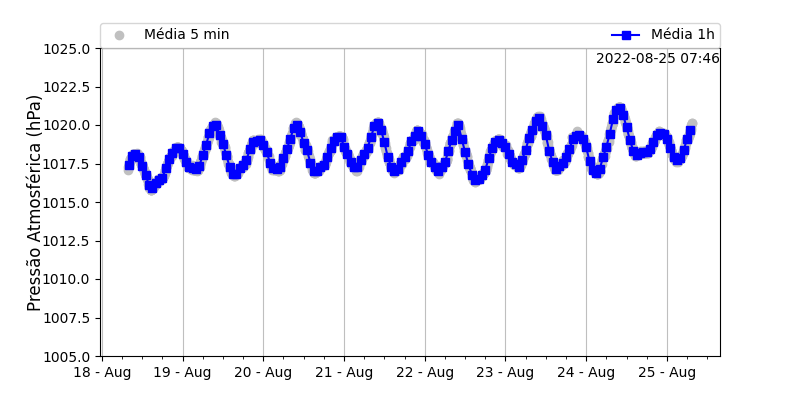 Média 5 min
Média 1h
2022-08-25 07:46
Pressão Atmosférica (hPa)
1025.0
1022.5
1020.0
1017.5
1015.0
1012.5
1010.0
1007.5
1005.0
18 - Aug
19 - Aug
20 - Aug
21 - Aug
22 - Aug
23 - Aug
24 - Aug
25 - Aug